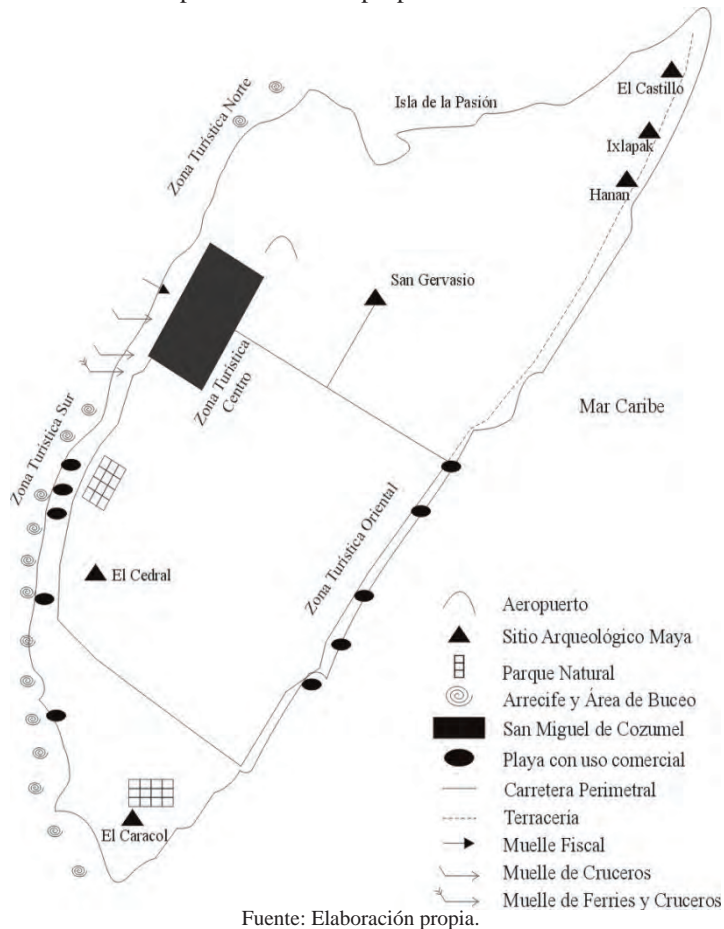 Isla de la Pasión
El Castillo
Ixlapak
Hanan
Zona Turística Norte
San Gervasio
Zona Turística
Centro
Mar Caribe
Zona Turística Sur
Zona Turística Oriental
El Cedral
El Caracol
Aeropuerto
Sitio Arqueológico Maya
Parque Natural
Arrecife y Área de Buceo
San Miguel de Cozumel
Playa con uso comercial
Carretera Perimetral
Terracería
Muelle Fiscal
Muelle de Cruceros
Muelle de Ferries y Cruceros
Fuente: Elaboración propia.